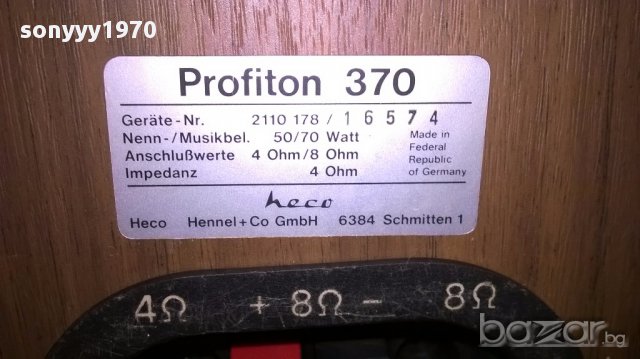 sonyyy1970
Profiton 370
Geräte-Nr. 2110 178 / 16574
Nenn-/Musikbel. 50/70 Watt
Anschlußwerte 4 Ohm/8 Ohm
Impedanz 4 Ohm
Made in
Federal
Republic
of Germany
heco
Heco Hennel+Co GmbH 6384 Schmitten 1
4Ω + 8Ω - 8Ω
bazar.bg